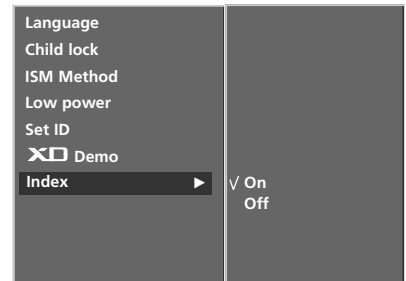 Language
Child lock
ISM Method
Low power
Set ID
XD Demo
Index ▶ √ On
Off